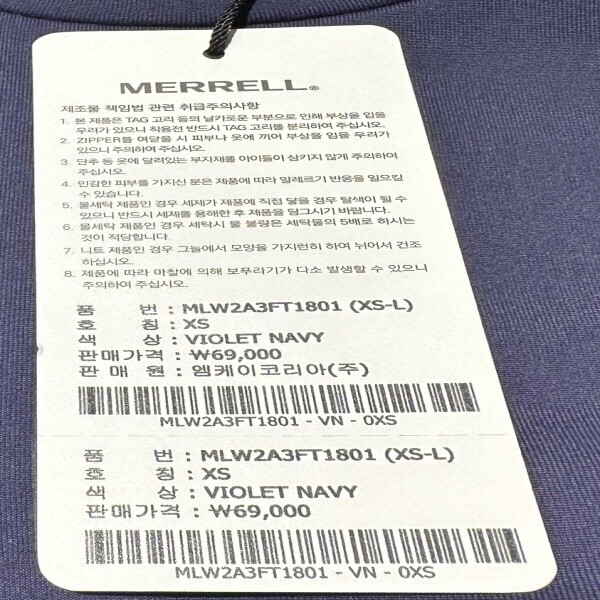 MERRELL®
제조물 책임법 관련 취급주의사항
1. 본 제품은 TAG 고리 등의 날카로운 부분으로 인해 부상을 입을
우려가 있으니 착용전 반드시 TAG 고리를 분리하여 주십시오.
2. ZIPPER를 여닫을 시 피부나 옷에 끼어 부상을 입을 우려가
있으니 주의하여 주십시오.
3. 단추 등 옷에 달려있는 부자재를 아이들이 삼키지 않게 주의하여
주십시오.
4. 민감한 피부를 가지신 분은 제품에 따라 알레르기 반응을 일으킬
수 있습니다.
5. 물세탁 제품인 경우 세제가 제품에 직접 닿을 경우 탈색이 될 수
있으니 반드시 세제를 용해한 후 제품을 담그시기 바랍니다.
6. 물세탁 제품인 경우 세탁시 물 불량은 세탁물의 5배로 하시는
것이 적당합니다.
7. 니트 제품인 경우 그늘에서 모양을 가지런히 하여 뉘어서 건조
하십시오.
8. 제품에 따라 마찰에 의해 보푸라기가 다소 발생할 수 있으니
주의하여 주십시오.
품 번 : MLW2A3FT1801 (XS-L)
호 칭 : XS
색 상 : VIOLET NAVY
판매가격 : ₩69,000
판 매 원 : 엠케이코리아(주)
MLW2A3FT1801 - VN - 0XS
품 번 : MLW2A3FT1801 (XS-L)
호 칭 : XS
색 상 : VIOLET NAVY
판매가격 : ₩69,000
MLW2A3FT1801 - VN - 0XS